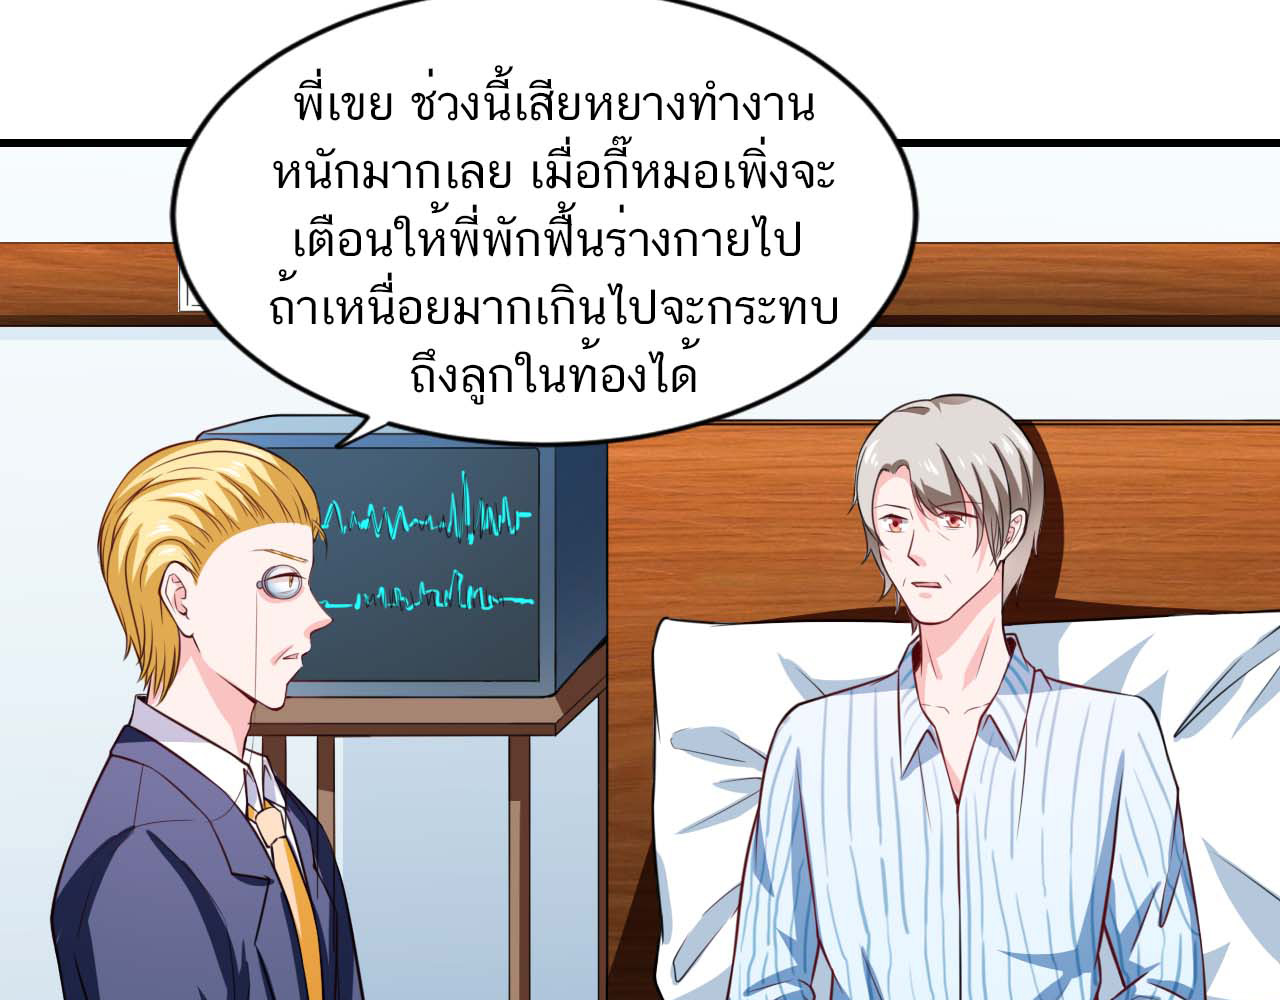 พี่เขย ช่วงนี้เสียหยางทำงาน
หนักมากเลย เมื่อกี๊หมอเพิ่งจะ
เตือนให้พี่พักฟื้นร่างกายไป
ถ้าเหนื่อยมากเกินไปจะกระทบ
ถึงลูกในท้องได้